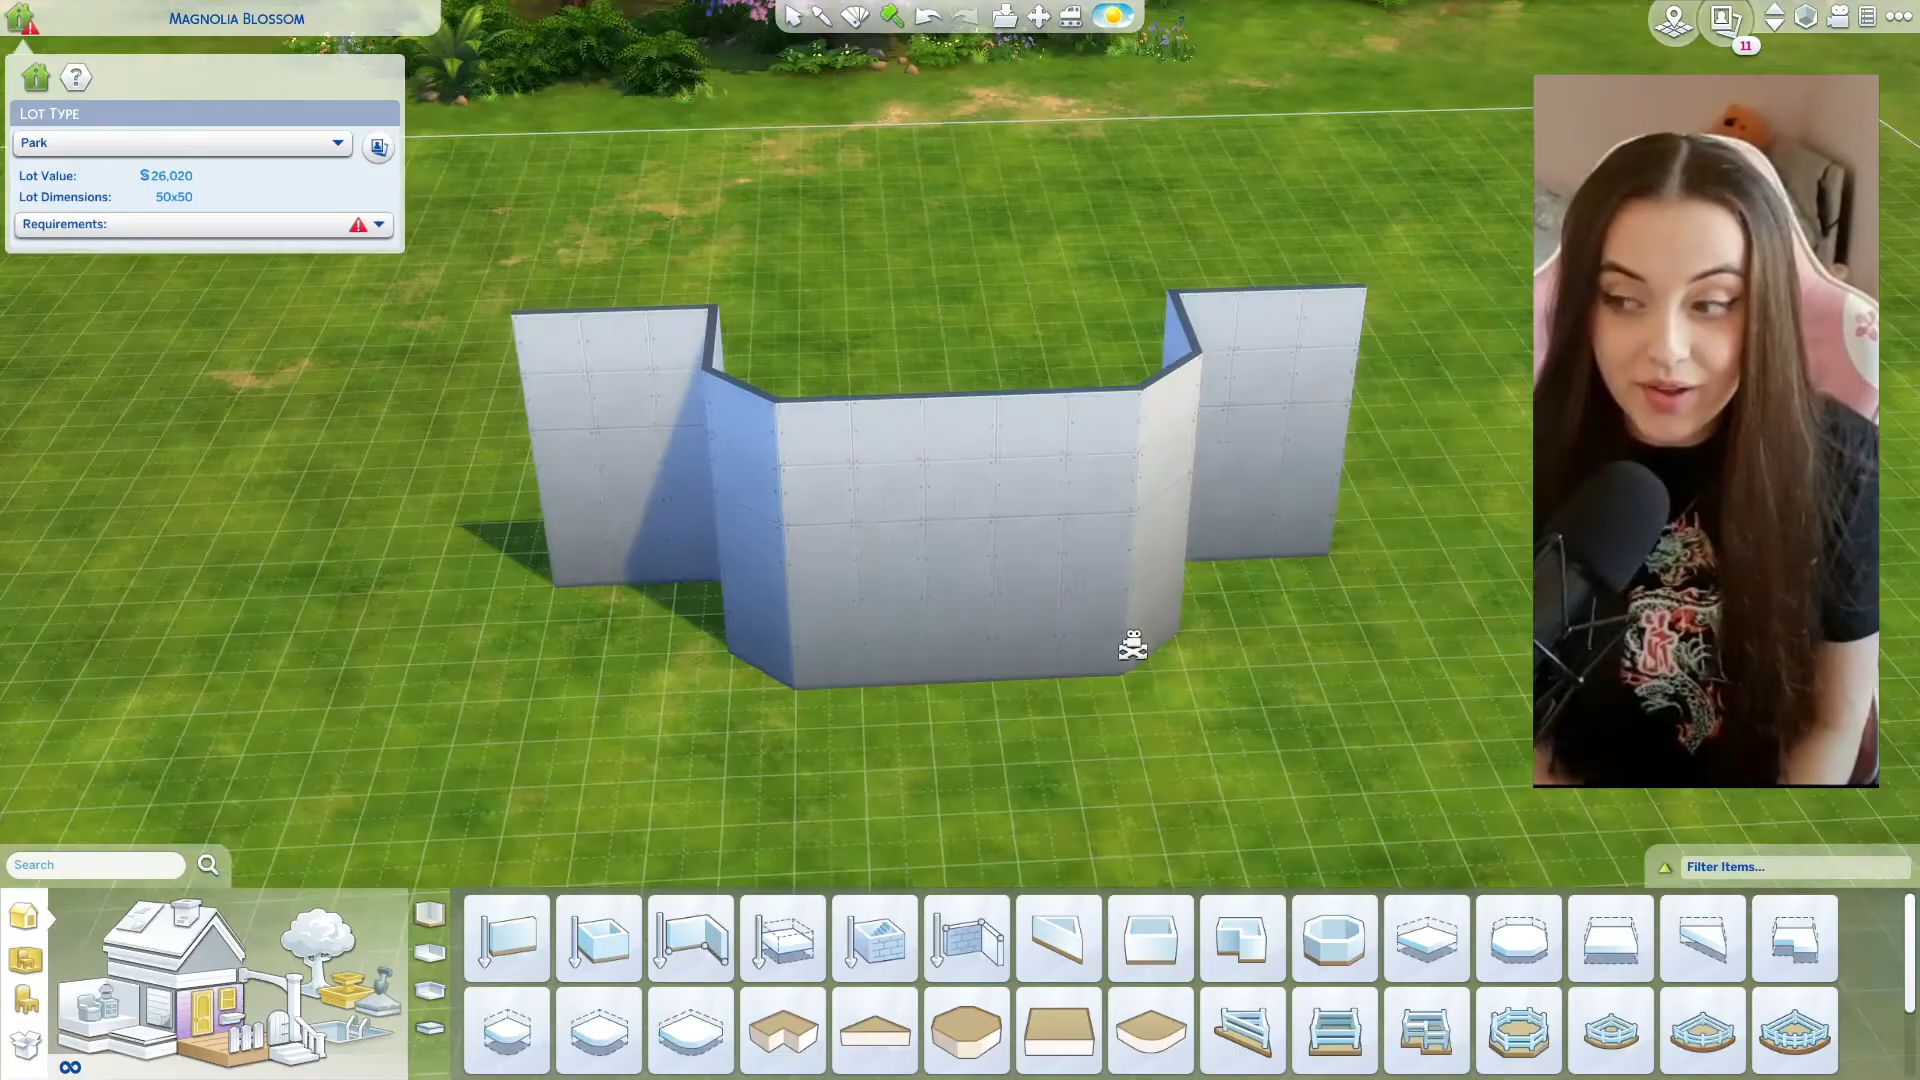 MAGNOLIA BLOSSOM
11
LOT TYPE
Park
Lot Value: §26,020
Lot Dimensions: 50x50
Requirements:
Search
Filter Items...